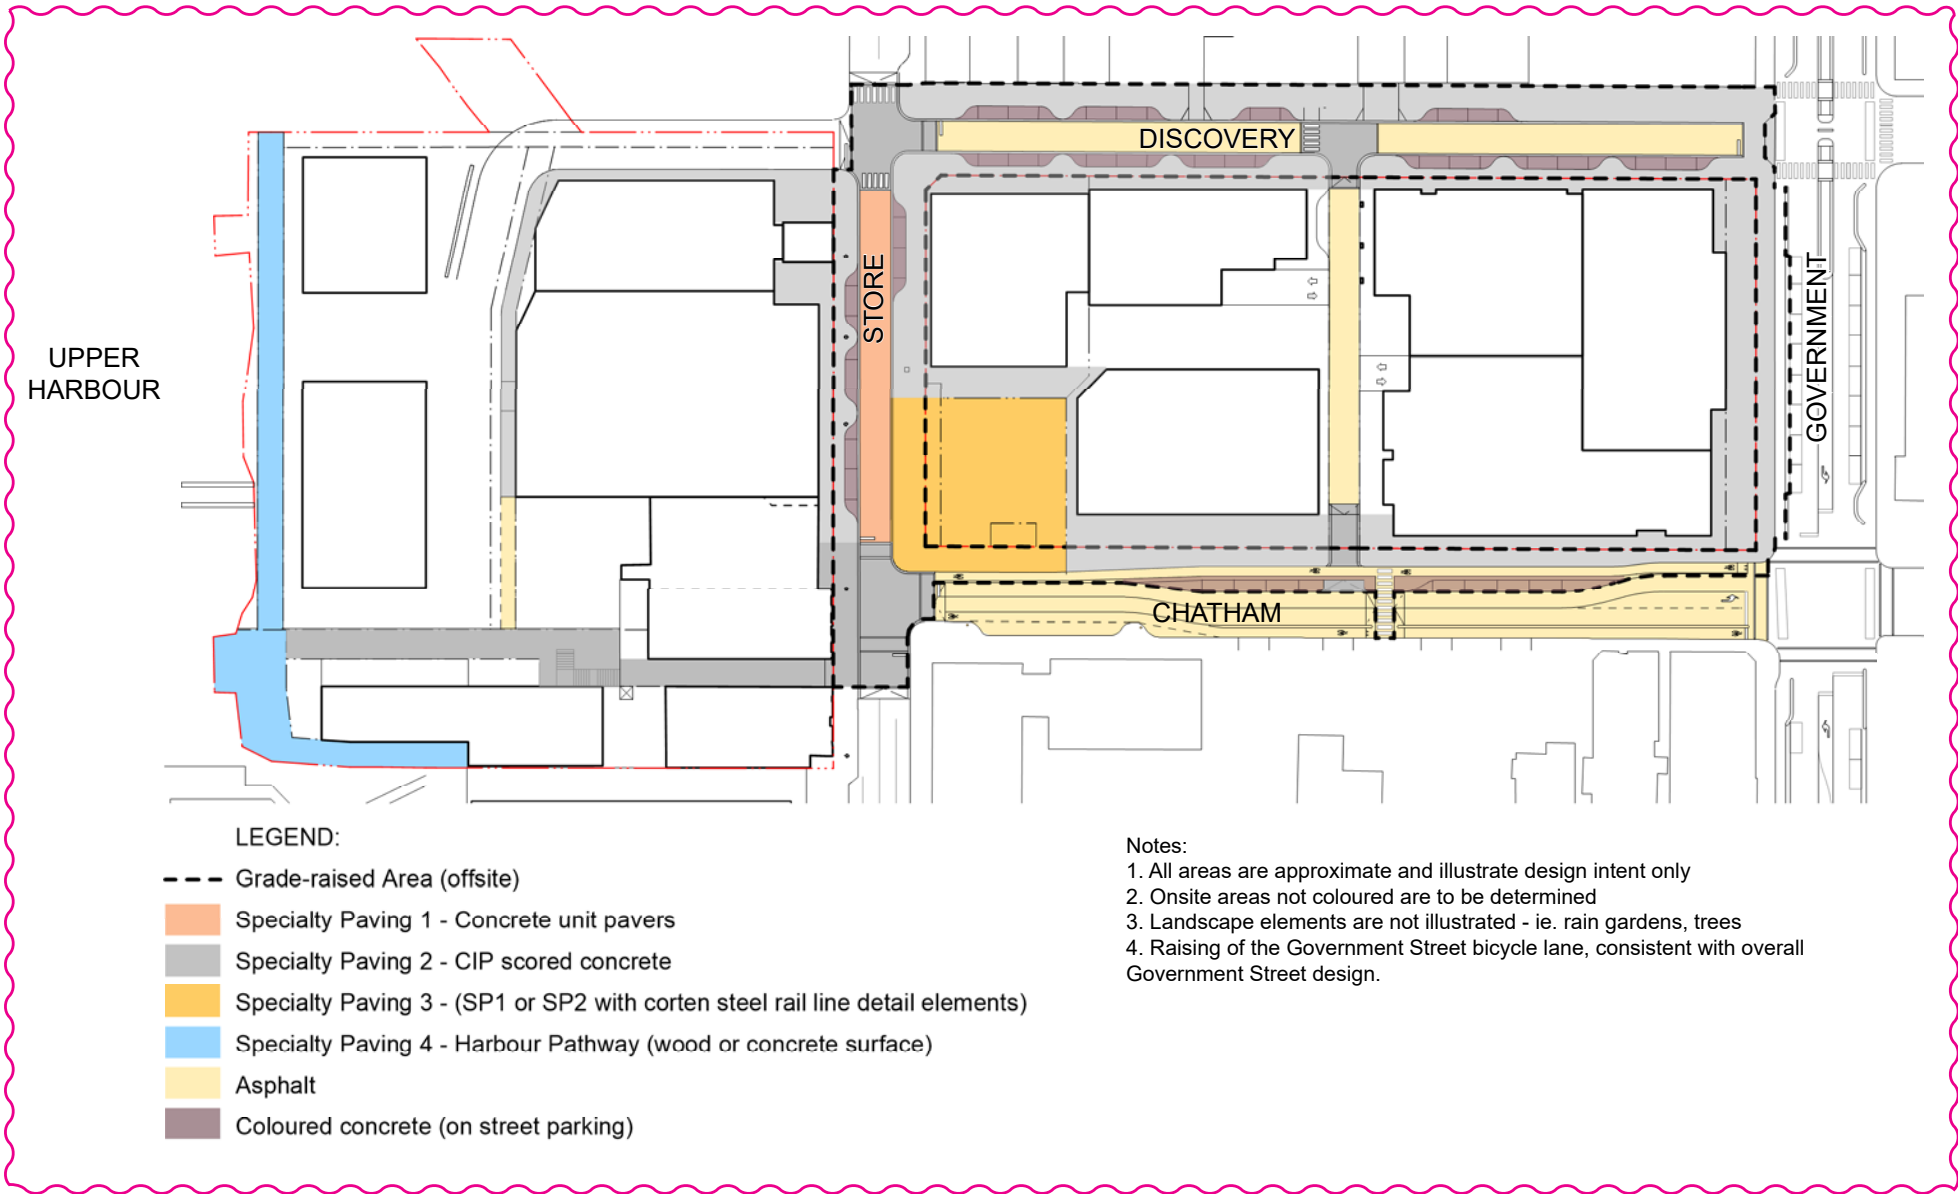 DISCOVERY
STORE
GOVERNMENT
UPPER
HARBOUR
CHATHAM
LEGEND:
Grade-raised Area (offsite)
Specialty Paving 1 - Concrete unit pavers
Specialty Paving 2 - CIP scored concrete
Specialty Paving 3 - (SP1 or SP2 with corten steel rail line detail elements)
Specialty Paving 4 - Harbour Pathway (wood or concrete surface)
Asphalt
Coloured concrete (on street parking)
Notes:
1. All areas are approximate and illustrate design intent only
2. Onsite areas not coloured are to be determined
3. Landscape elements are not illustrated - ie. rain gardens, trees
4. Raising of the Government Street bicycle lane, consistent with overall
Government Street design.